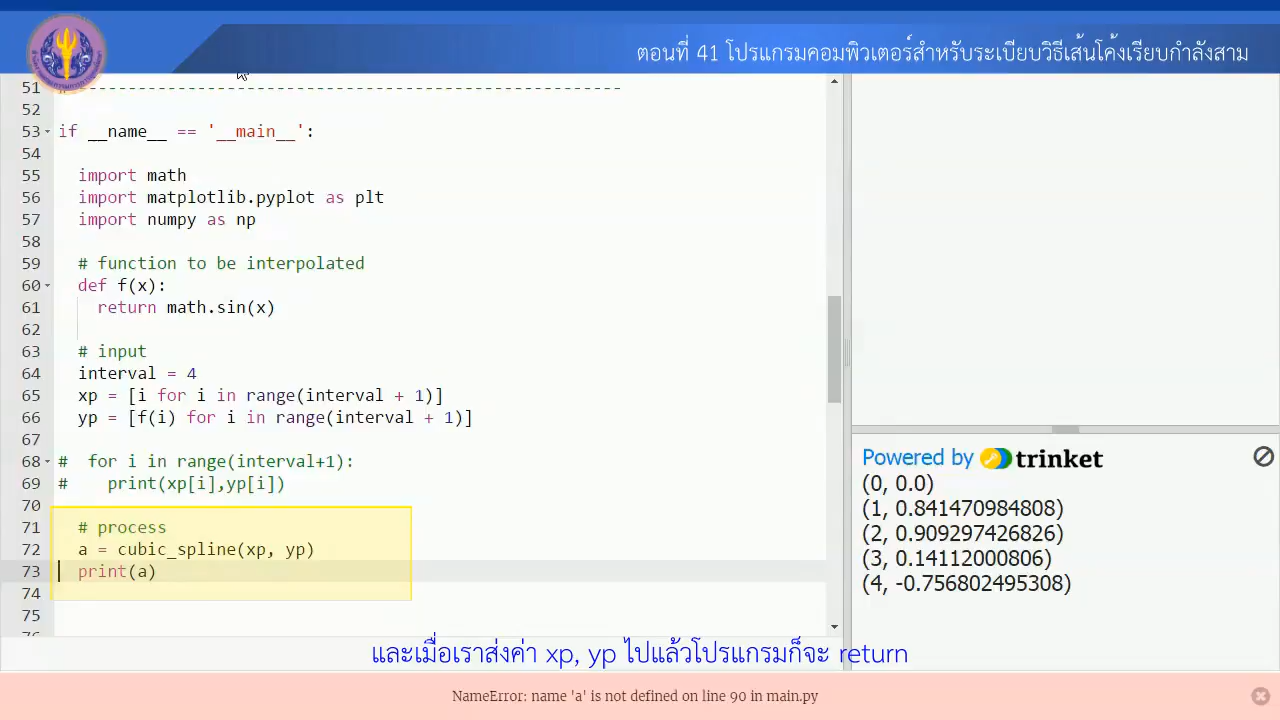 ตอนที่ 41 โปรแกรมคอมพิวเตอร์สำหรับระเบียบวิธีเส้นโค้งเรียบกำลังสาม
51 # -------------------------------------------------------
52
53 if __name__ == '__main__':
54
55 import math
56 import matplotlib.pyplot as plt
57 import numpy as np
58
59 # function to be interpolated
60 def f(x):
61 return math.sin(x)
62
63 # input
64 interval = 4
65 xp = [i for i in range(interval + 1)]
66 yp = [f(i) for i in range(interval + 1)]
67
68 # for i in range(interval+1):
69 # print(xp[i],yp[i])
70
71 # process
72 a = cubic_spline(xp, yp)
73 print(a)
74
75
76
Powered by trinket
(0, 0.0)
(1, 0.841470984808)
(2, 0.909297426826)
(3, 0.14112000806)
(4, -0.756802495308)
และเมื่อเราส่งค่า xp, yp ไปแล้วโปรแกรมก็จะ return
NameError: name 'a' is not defined on line 90 in main.py